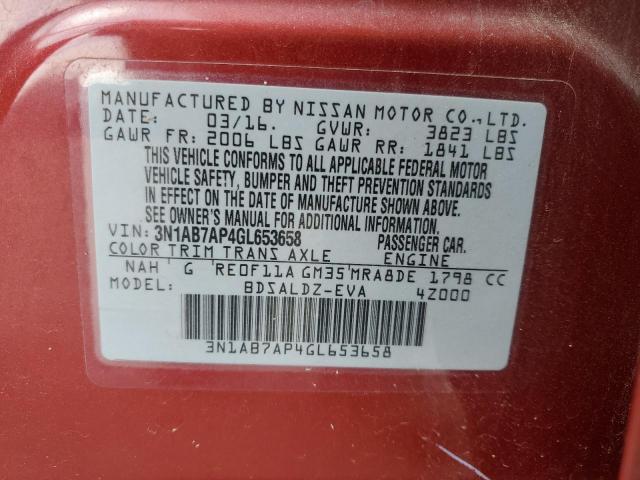 MANUFACTURED BY NISSAN MOTOR CO., LTD.
DATE: 03/16. GVWR: 3823 LBS
GAWR FR: 2006 LBS GAWR RR: 1841 LBS
THIS VEHICLE CONFORMS TO ALL APPLICABLE FEDERAL MOTOR
VEHICLE SAFETY, BUMPER AND THEFT PREVENTION STANDARDS
IN EFFECT ON THE DATE OF MANUFACTURE SHOWN ABOVE.
SEE OWNER'S MANUAL FOR ADDITIONAL INFORMATION.
VIN: 3N1AB7AP4GL653658 PASSENGER CAR.
COLOR TRIM TRANS AXLE ENGINE
NAH G RE0F11A GM35 MRA8DE 1798 CC
MODEL: BDSALDZ-EVA 4Z000
3N1AB7AP4GL653658